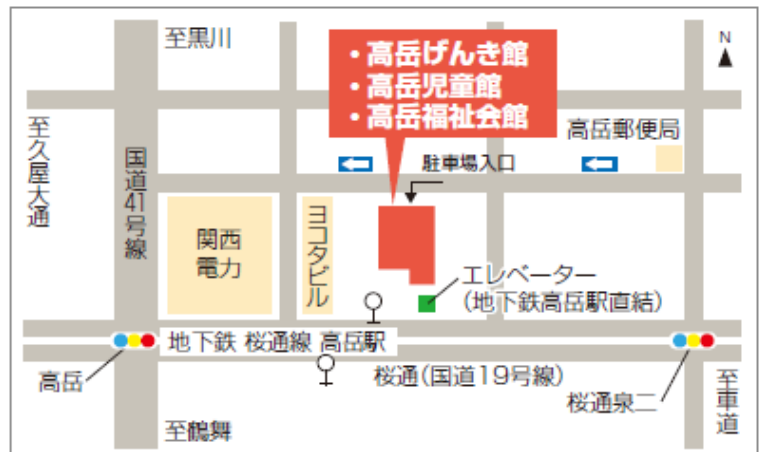 至黒川
・高岳げんき館
・高岳児童館
・高岳福祉会館
N
高岳郵便局
至久屋大通
国道41号線
駐車場入口
関西
電力
ヨコタビル
エレベーター
(地下鉄高岳駅直結)
地下鉄 桜通線 高岳駅
高岳
桜通(国道19号線)
桜通泉二
至車道
至鶴舞